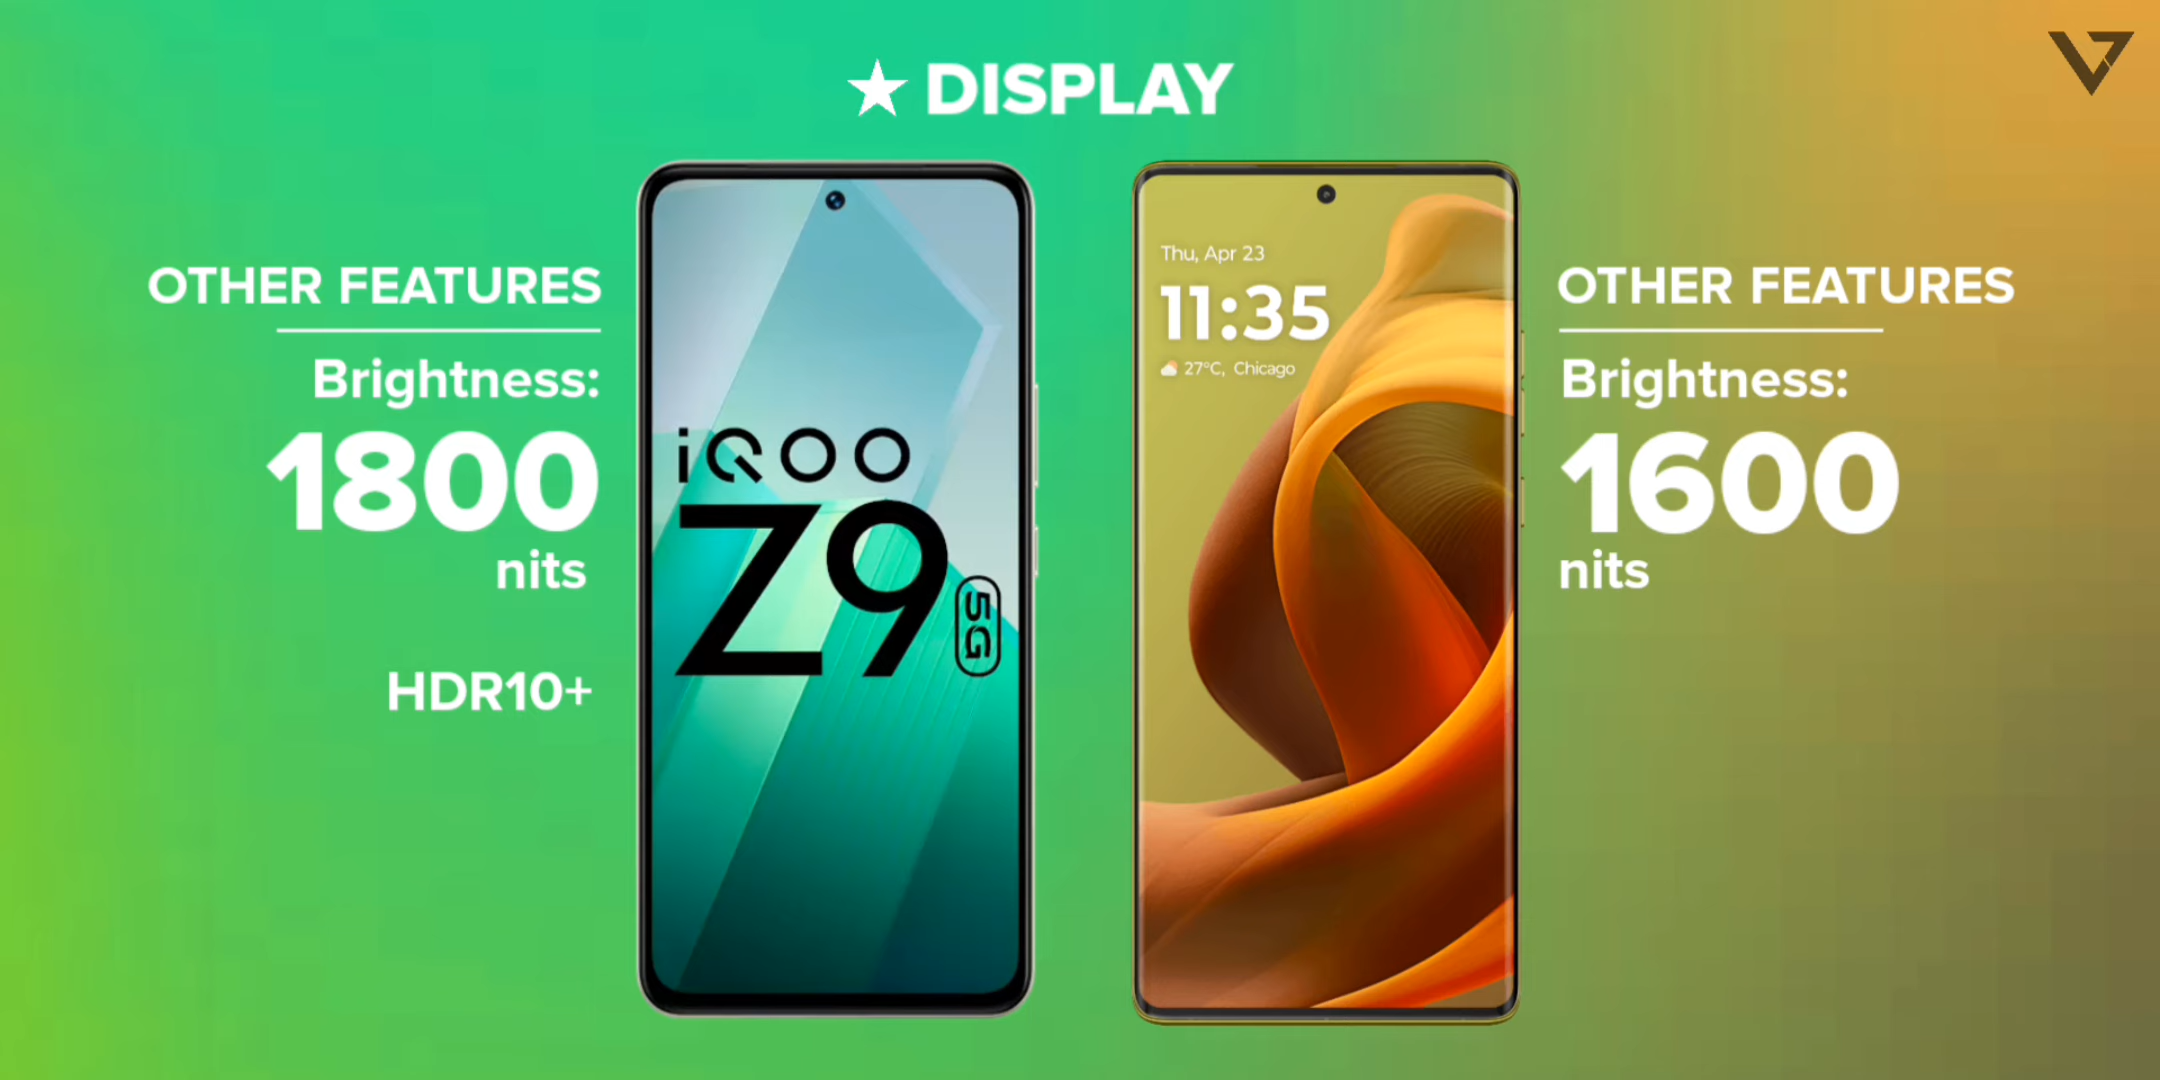 DISPLAY
OTHER FEATURES
Brightness:
1800
nits
HDR10+
iQOO
Z9
5G
Thu, Apr 23
11:35
27°C, Chicago
OTHER FEATURES
Brightness:
1600
nits